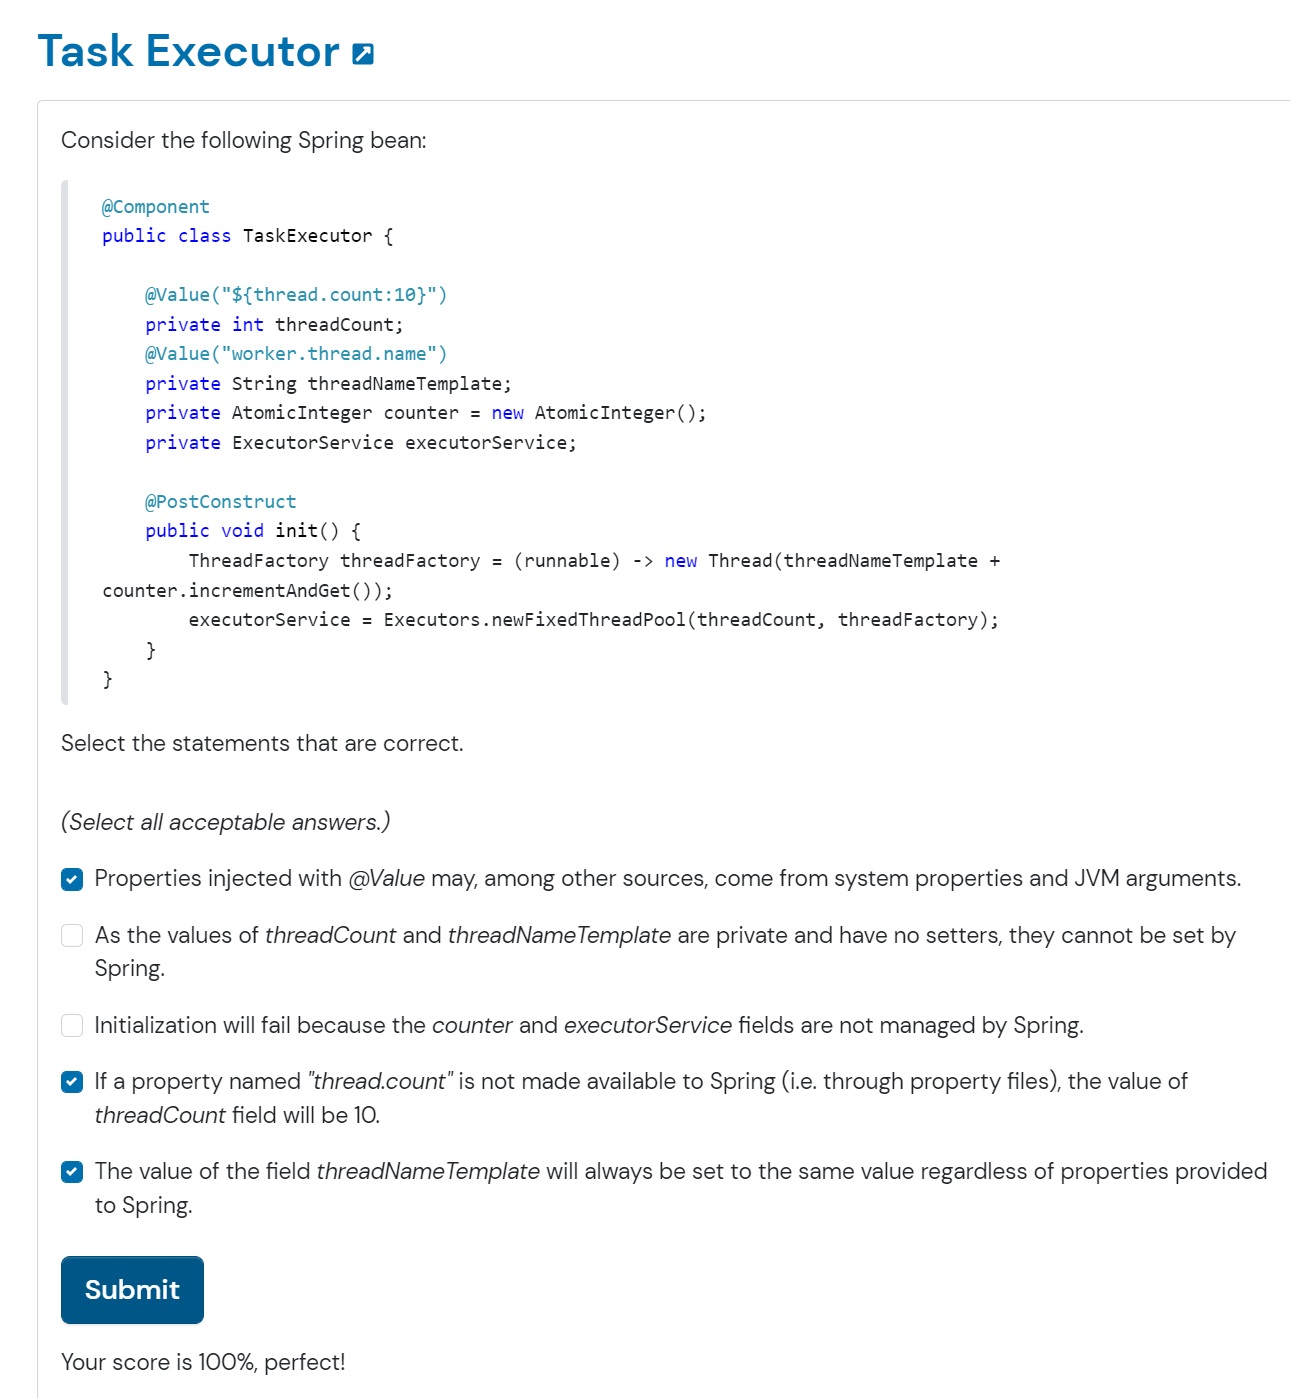 Task Executor
Consider the following Spring bean:
@Component
public class TaskExecutor {
@Value("${thread.count:10}")
private int threadCount;
@Value("worker.thread.name")
private String threadNameTemplate;
private AtomicInteger counter = new AtomicInteger();
private ExecutorService executorService;
@PostConstruct
public void init() {
ThreadFactory threadFactory = (runnable) -> new Thread(threadNameTemplate +
counter.incrementAndGet());
executorService = Executors.newFixedThreadPool(threadCount, threadFactory);
}
}
Select the statements that are correct.
(Select all acceptable answers.)
Properties injected with @Value may, among other sources, come from system properties and JVM arguments.
As the values of threadCount and threadNameTemplate are private and have no setters, they cannot be set by
Spring.
Initialization will fail because the counter and executorService fields are not managed by Spring.
If a property named "thread.count" is not made available to Spring (i.e. through property files), the value of
threadCount field will be 10.
The value of the field threadNameTemplate will always be set to the same value regardless of properties provided
to Spring.
Submit
Your score is 100%, perfect!